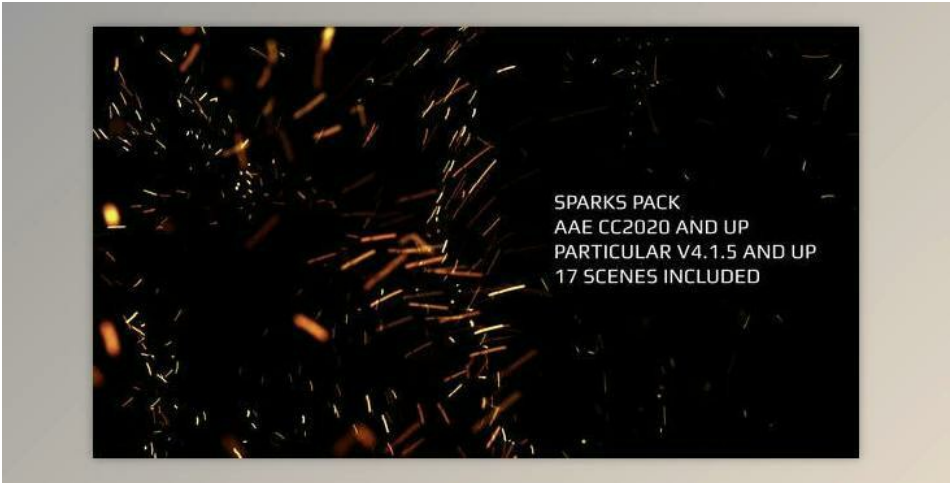 SPARKS PACK
AAE CC2020 AND UP
PARTICULAR V4.1.5 AND UP
17 SCENES INCLUDED